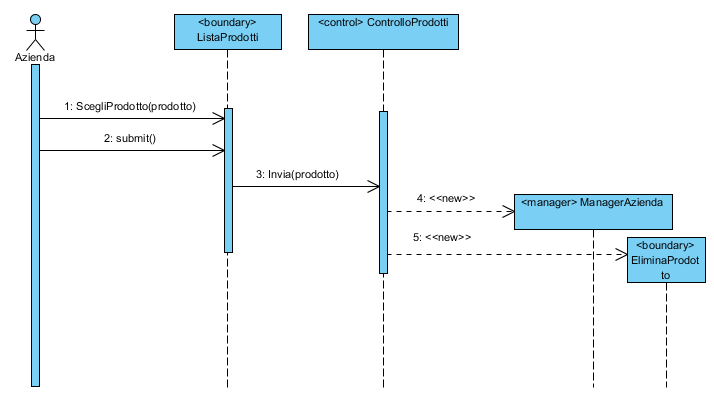 <boundary>
ListaProdotti
<control> ControlloProdotti
Azienda
1: ScegliProdotto(prodotto)
2: submit()
3: Invia(prodotto)
4: <<new>>
<manager> ManagerAzienda
5: <<new>>
<boundary>
EliminaProdot
to